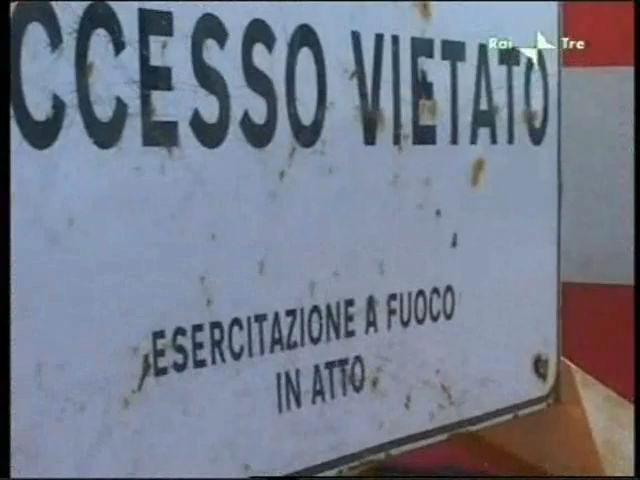 CCESSO VIETATO
Rai Tre
ESERCITAZIONE A FUOCO
IN ATTO